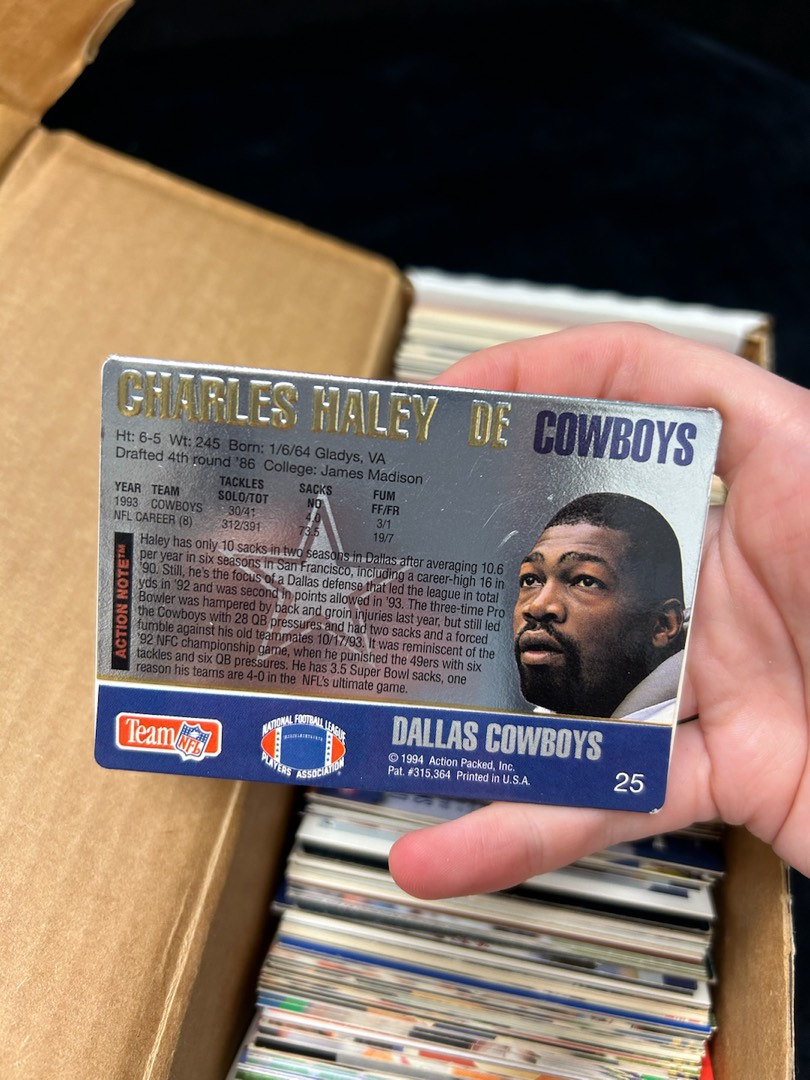 CHARLES HALEY DE COWBOYS
Ht: 6-5 Wt: 245 Born: 1/6/64 Gladys, VA
Drafted 4th round '86 College: James Madison
TACKLES SACKS FUM
YEAR TEAM SOLO/TOT NO FF/FR
1993 COWBOYS 30/41 4.0 3/1
NFL CAREER (8) 312/391 73.5 19/7
ACTION NOTE™
Haley has only 10 sacks in two seasons in Dallas after averaging 10.6
per year in six seasons in San Francisco, including a career-high 16 in
'90. Still, he's the focus of a Dallas defense that led the league in total
yds in '92 and was second in points allowed in '93. The three-time Pro
Bowler was hampered by back and groin injuries last year, but still led
the Cowboys with 28 QB pressures and had two sacks and a forced
fumble against his old teammates 10/17/93. It was reminiscent of the
'92 NFC championship game, when he punished the 49ers with six
tackles and six QB pressures. He has 3.5 Super Bowl sacks, one
reason his teams are 4-0 in the NFL's ultimate game.
Team NFL
NATIONAL FOOTBALL LEAGUE
PLAYERS ASSOCIATION
DALLAS COWBOYS
© 1994 Action Packed, Inc.
Pat. #315,364 Printed in U.S.A.
25